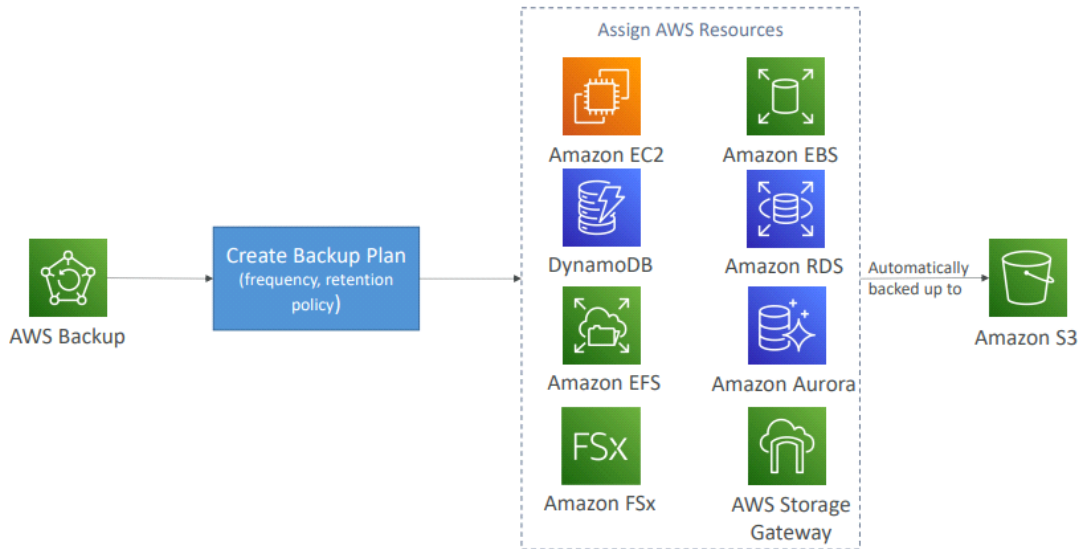 Assign AWS Resources
Amazon EC2
Amazon EBS
DynamoDB
Amazon RDS
Amazon EFS
Amazon Aurora
FSx
Amazon FSx
AWS Storage
Gateway
AWS Backup
Create Backup Plan
(frequency, retention
policy)
Automatically
backed up to
Amazon S3